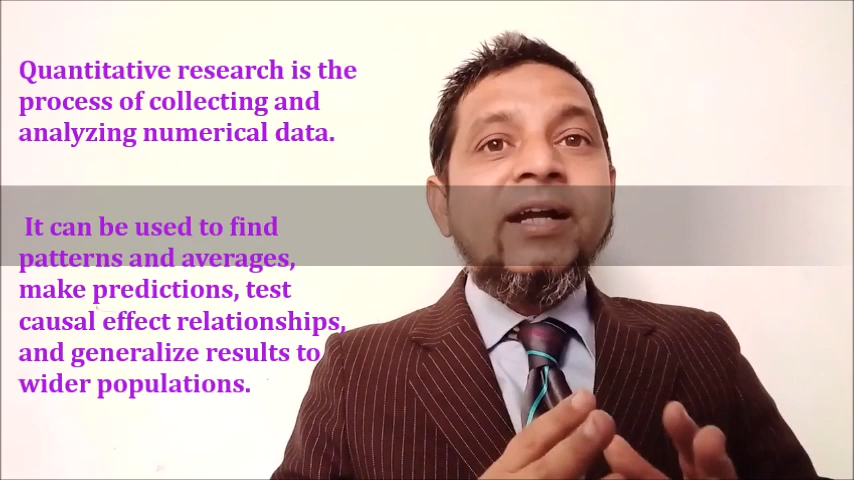 Quantitative research is the
process of collecting and
analyzing numerical data.
It can be used to find
patterns and averages,
make predictions, test
causal effect relationships,
and generalize results to
wider populations.